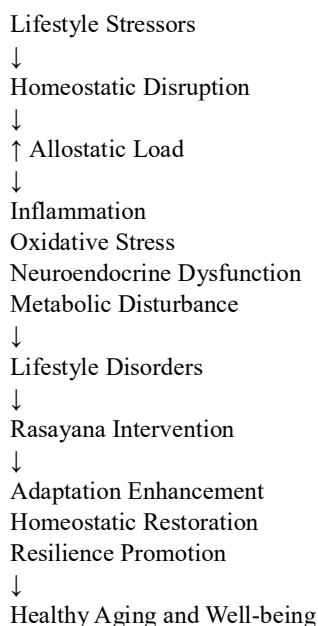 Lifestyle Stressors
↓
Homeostatic Disruption
↓
↑ Allostatic Load
↓
Inflammation
Oxidative Stress
Neuroendocrine Dysfunction
Metabolic Disturbance
↓
Lifestyle Disorders
↓
Rasayana Intervention
↓
Adaptation Enhancement
Homeostatic Restoration
Resilience Promotion
↓
Healthy Aging and Well-being